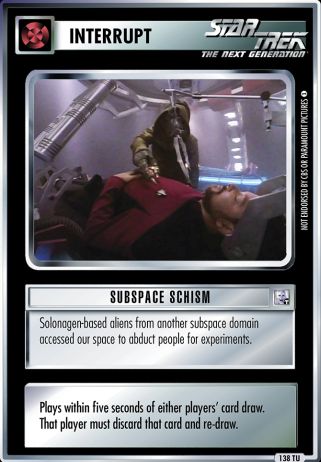 INTERRUPT
STAR TREK
THE NEXT GENERATION
NOT ENDORSED BY CBS OR PARAMOUNT PICTURES
SUBSPACE SCHISM
Solonagen-based aliens from another subspace domain
accessed our space to abduct people for experiments.
Plays within five seconds of either players' card draw.
That player must discard that card and re-draw.
138 TU